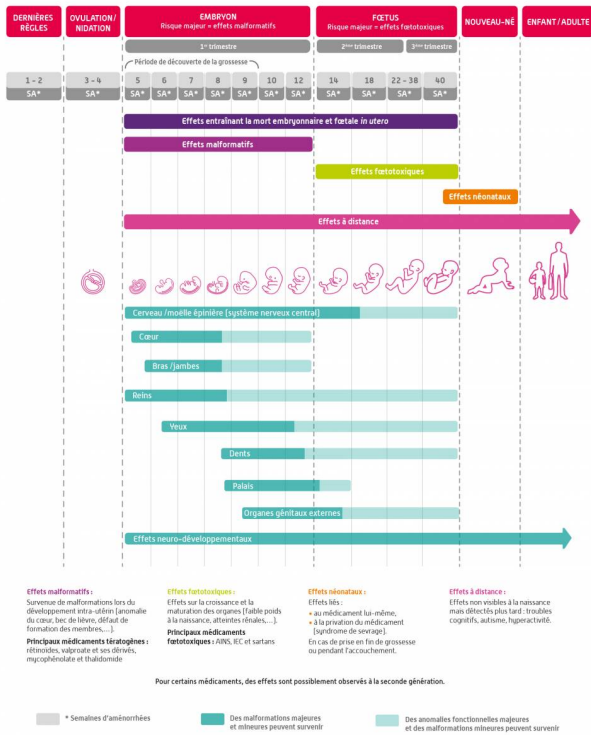 DERNIÈRES
RÈGLES
OVULATION/
NIDATION
EMBRYON
Risque majeur = effets malformatifs
FŒTUS
Risque majeur = effets fœtotoxiques
NOUVEAU-NÉ
ENFANT/ADULTE
1er trimestre
2ème trimestre
3ème trimestre
Période de découverte de la grossesse
1 - 2
3 - 4
5
6
7
8
9
10
12
14
18
22 - 38
40
SA*
SA*
SA*
SA*
SA*
SA*
SA*
SA*
SA*
SA*
SA*
SA*
SA*
Effets entraînant la mort embryonnaire et fœtale in utero
Effets malformatifs
Effets fœtotoxiques
Effets néonataux
Effets à distance
Cerveau /moëlle épinière (système nerveux central)
Cœur
Bras /jambes
Reins
Yeux
Dents
Palais
Organes génitaux externes
Effets neuro-développementaux
Effets malformatifs :
Survenue de malformations lors du
développement intra-utérin (anomalie
du cœur, bec de lièvre, défaut de
formation des membres,…).
Principaux médicaments tératogènes :
rétinoïdes, valproate et ses dérivés,
mycophénolate et thalidomide
Effets fœtotoxiques :
Effets sur la croissance et la
maturation des organes (faible poids
à la naissance, atteintes rénales,…).
Principaux médicaments
fœtotoxiques : AINS, IEC et sartans
Effets néonataux :
Effets liés :
• au médicament lui-même,
• à la privation du médicament
(syndrome de sevrage).
En cas de prise en fin de grossesse
ou pendant l'accouchement.
Effets à distance :
Effets non visibles à la naissance
mais détectés plus tard : troubles
cognitifs, autisme, hyperactivité.
Pour certains médicaments, des effets sont possiblement observés à la seconde génération.
* Semaines d'aménorrhées
Des malformations majeures
et mineures peuvent survenir
Des anomalies fonctionnelles majeures
et des malformations mineures peuvent survenir